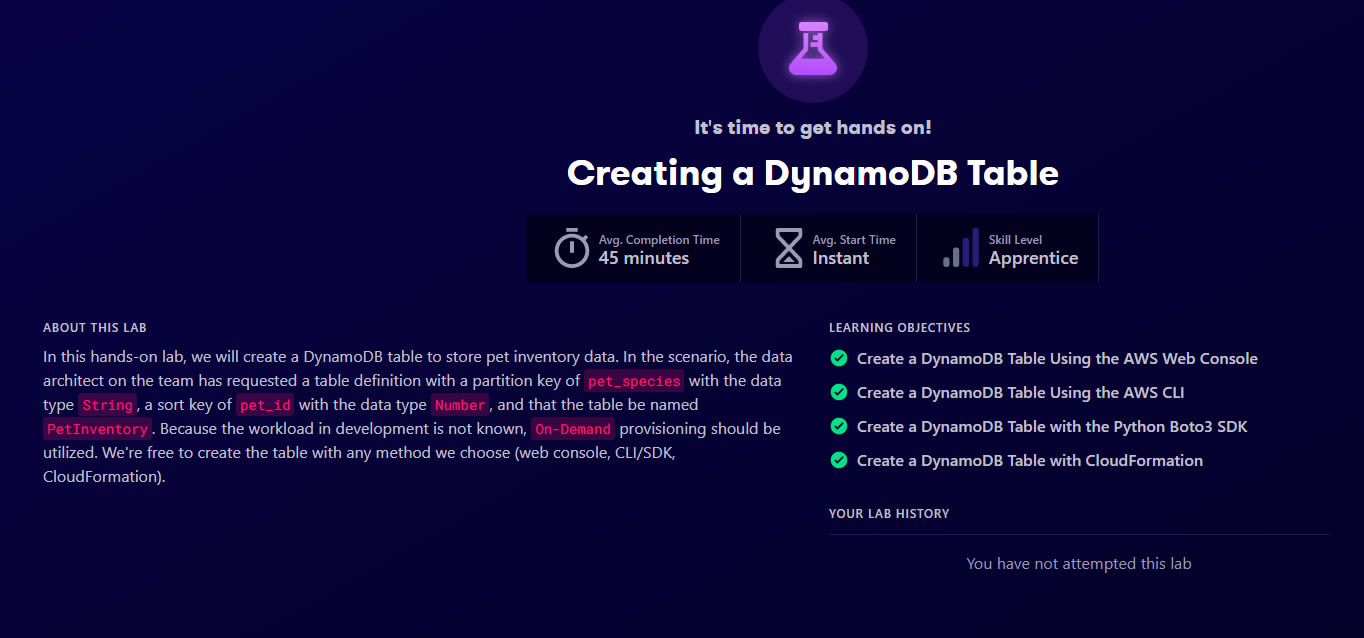 It's time to get hands on!
Creating a DynamoDB Table
Avg. Completion Time
45 minutes
Avg. Start Time
Instant
Skill Level
Apprentice
ABOUT THIS LAB
In this hands-on lab, we will create a DynamoDB table to store pet inventory data. In the scenario, the data
architect on the team has requested a table definition with a partition key of pet_species with the data
type String, a sort key of pet_id with the data type Number, and that the table be named
PetInventory. Because the workload in development is not known, On-Demand provisioning should be
utilized. We're free to create the table with any method we choose (web console, CLI/SDK,
CloudFormation).
LEARNING OBJECTIVES
Create a DynamoDB Table Using the AWS Web Console
Create a DynamoDB Table Using the AWS CLI
Create a DynamoDB Table with the Python Boto3 SDK
Create a DynamoDB Table with CloudFormation
YOUR LAB HISTORY
You have not attempted this lab